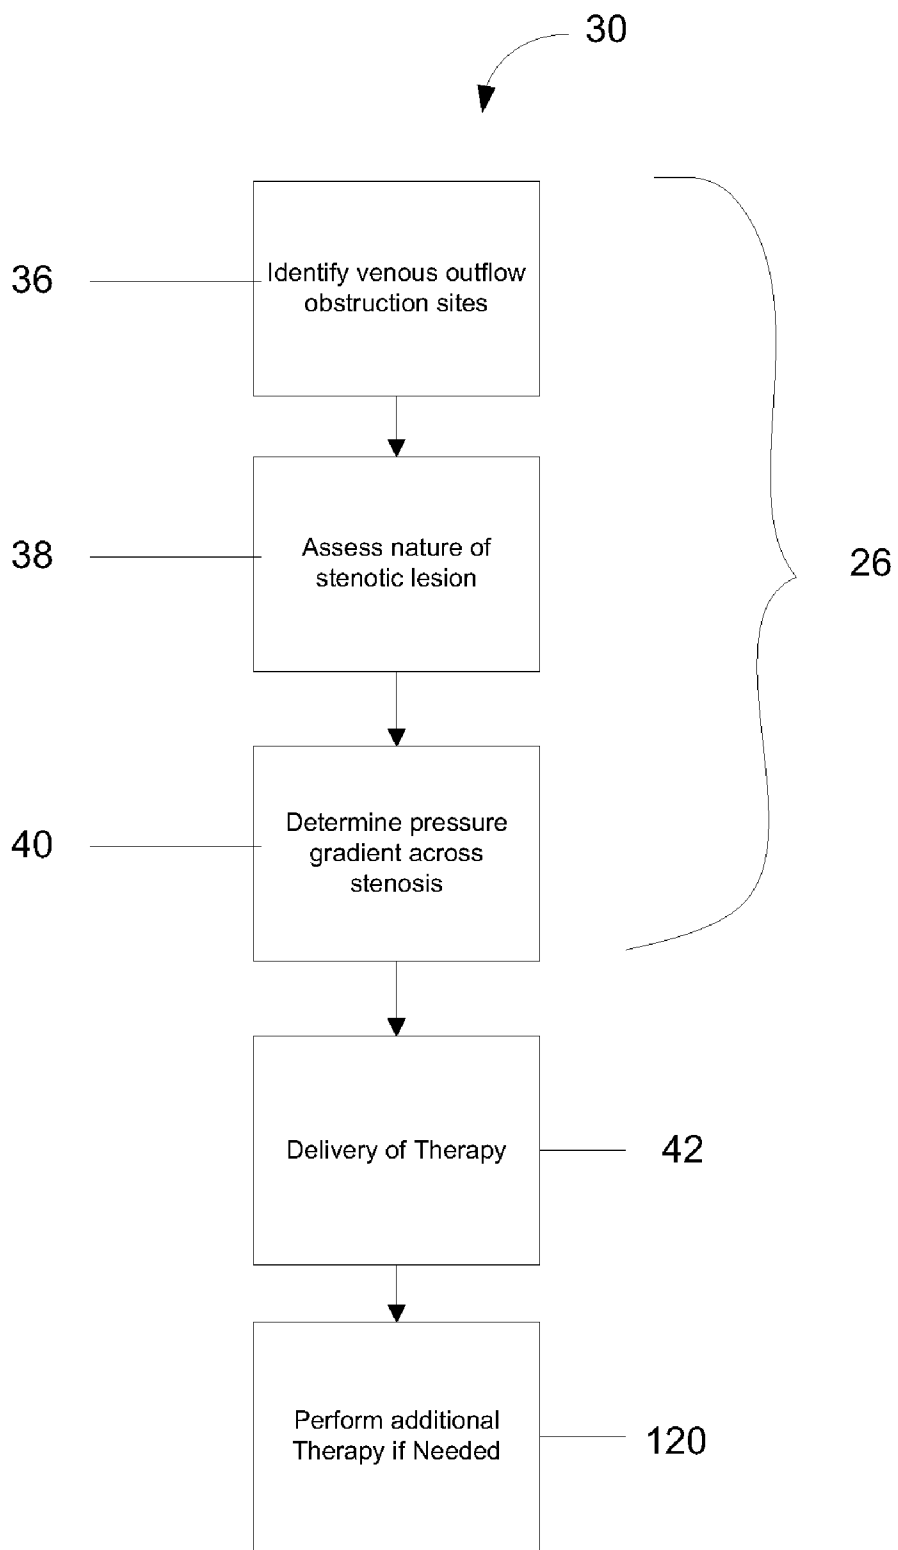 30
36
Identify venous outflow
obstruction sites
38
Assess nature of
stenotic lesion
26
40
Determine pressure
gradient across
stenosis
Delivery of Therapy
42
Perform additional
Therapy if Needed
120